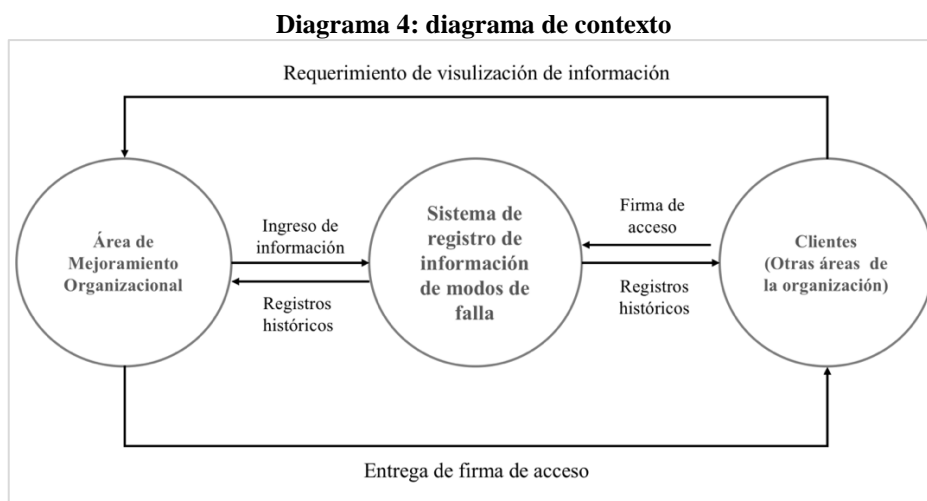 Diagrama 4: diagrama de contexto
Requerimiento de visulización de información
Área de
Mejoramiento
Organizacional
Ingreso de
información
Registros
históricos
Sistema de
registro de
información
de modos de
falla
Firma de
acceso
Registros
históricos
Clientes
(Otras áreas de
la organización)
Entrega de firma de acceso